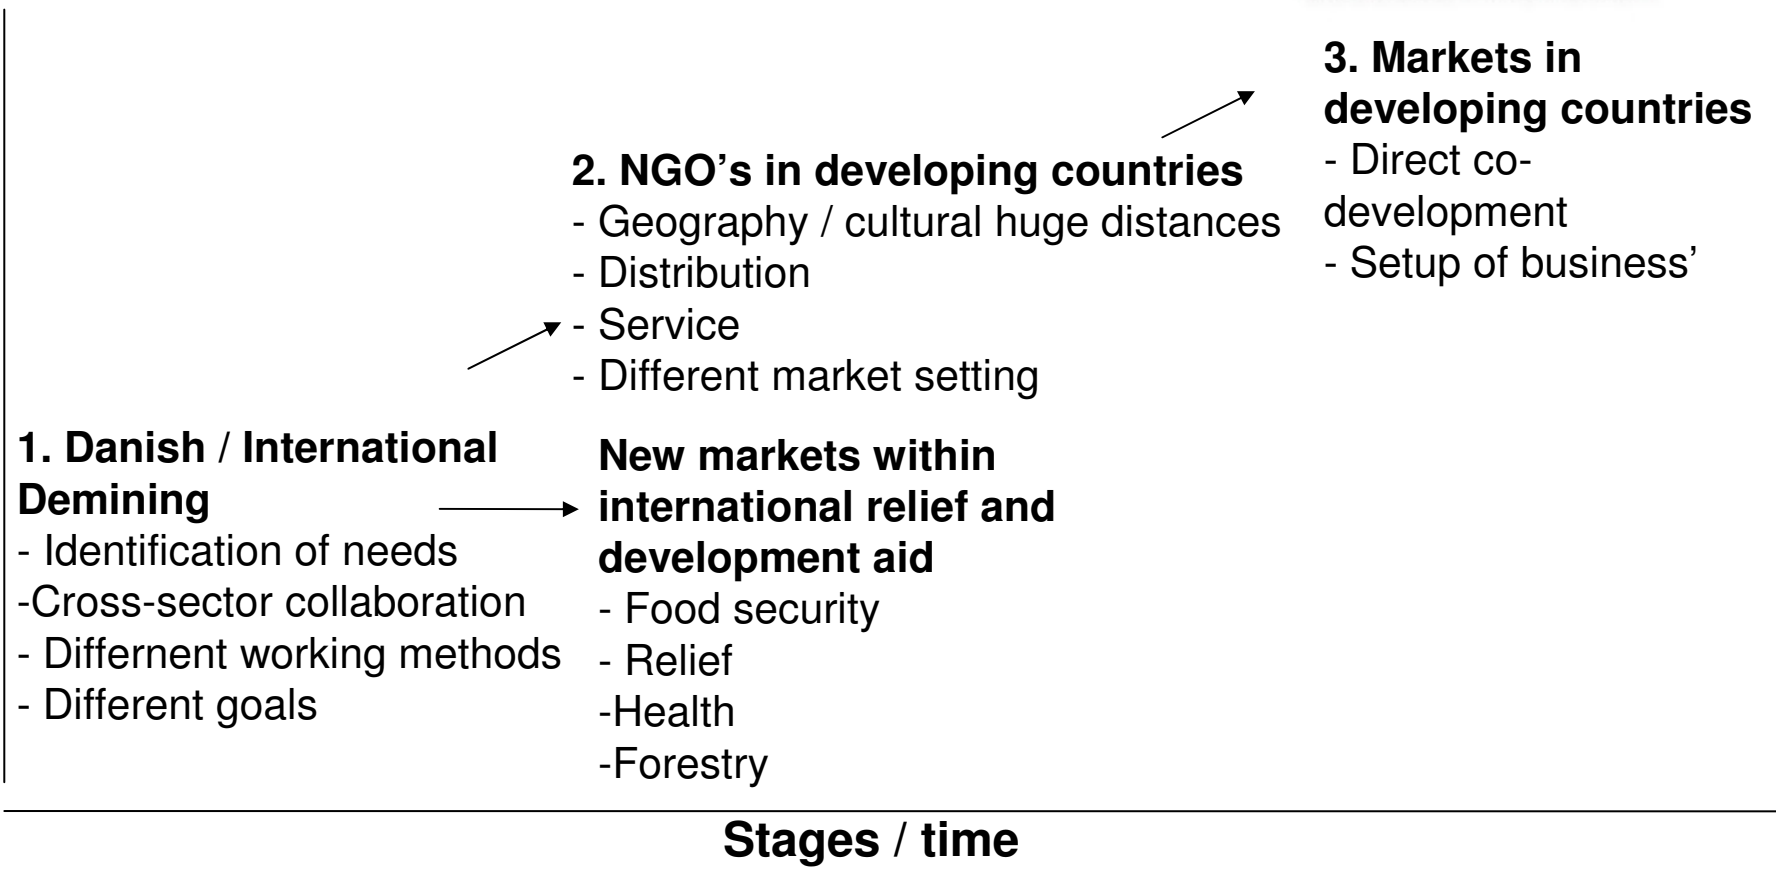 3. Markets in
developing countries
- Direct co-
development
- Setup of business’
2. NGO’s in developing countries
- Geography / cultural huge distances
- Distribution
- Service
- Different market setting
1. Danish / International
Demining
- Identification of needs
-Cross-sector collaboration
- Differnent working methods
- Different goals
New markets within
international relief and
development aid
- Food security
- Relief
-Health
-Forestry
Stages / time